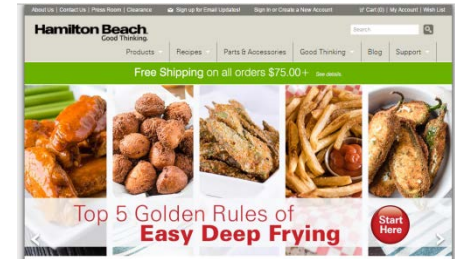 About Us | Contact Us | Press Room | Clearance Sign up for Email Updates! Sign In or Create a New Account Cart (0) | My Account | Wish List
Hamilton Beach
Good Thinking.
Search
Products Recipes Parts & Accessories Good Thinking Blog Support
Free Shipping on all orders $75.00+ See details
Top 5 Golden Rules of
Easy Deep Frying
Start
Here